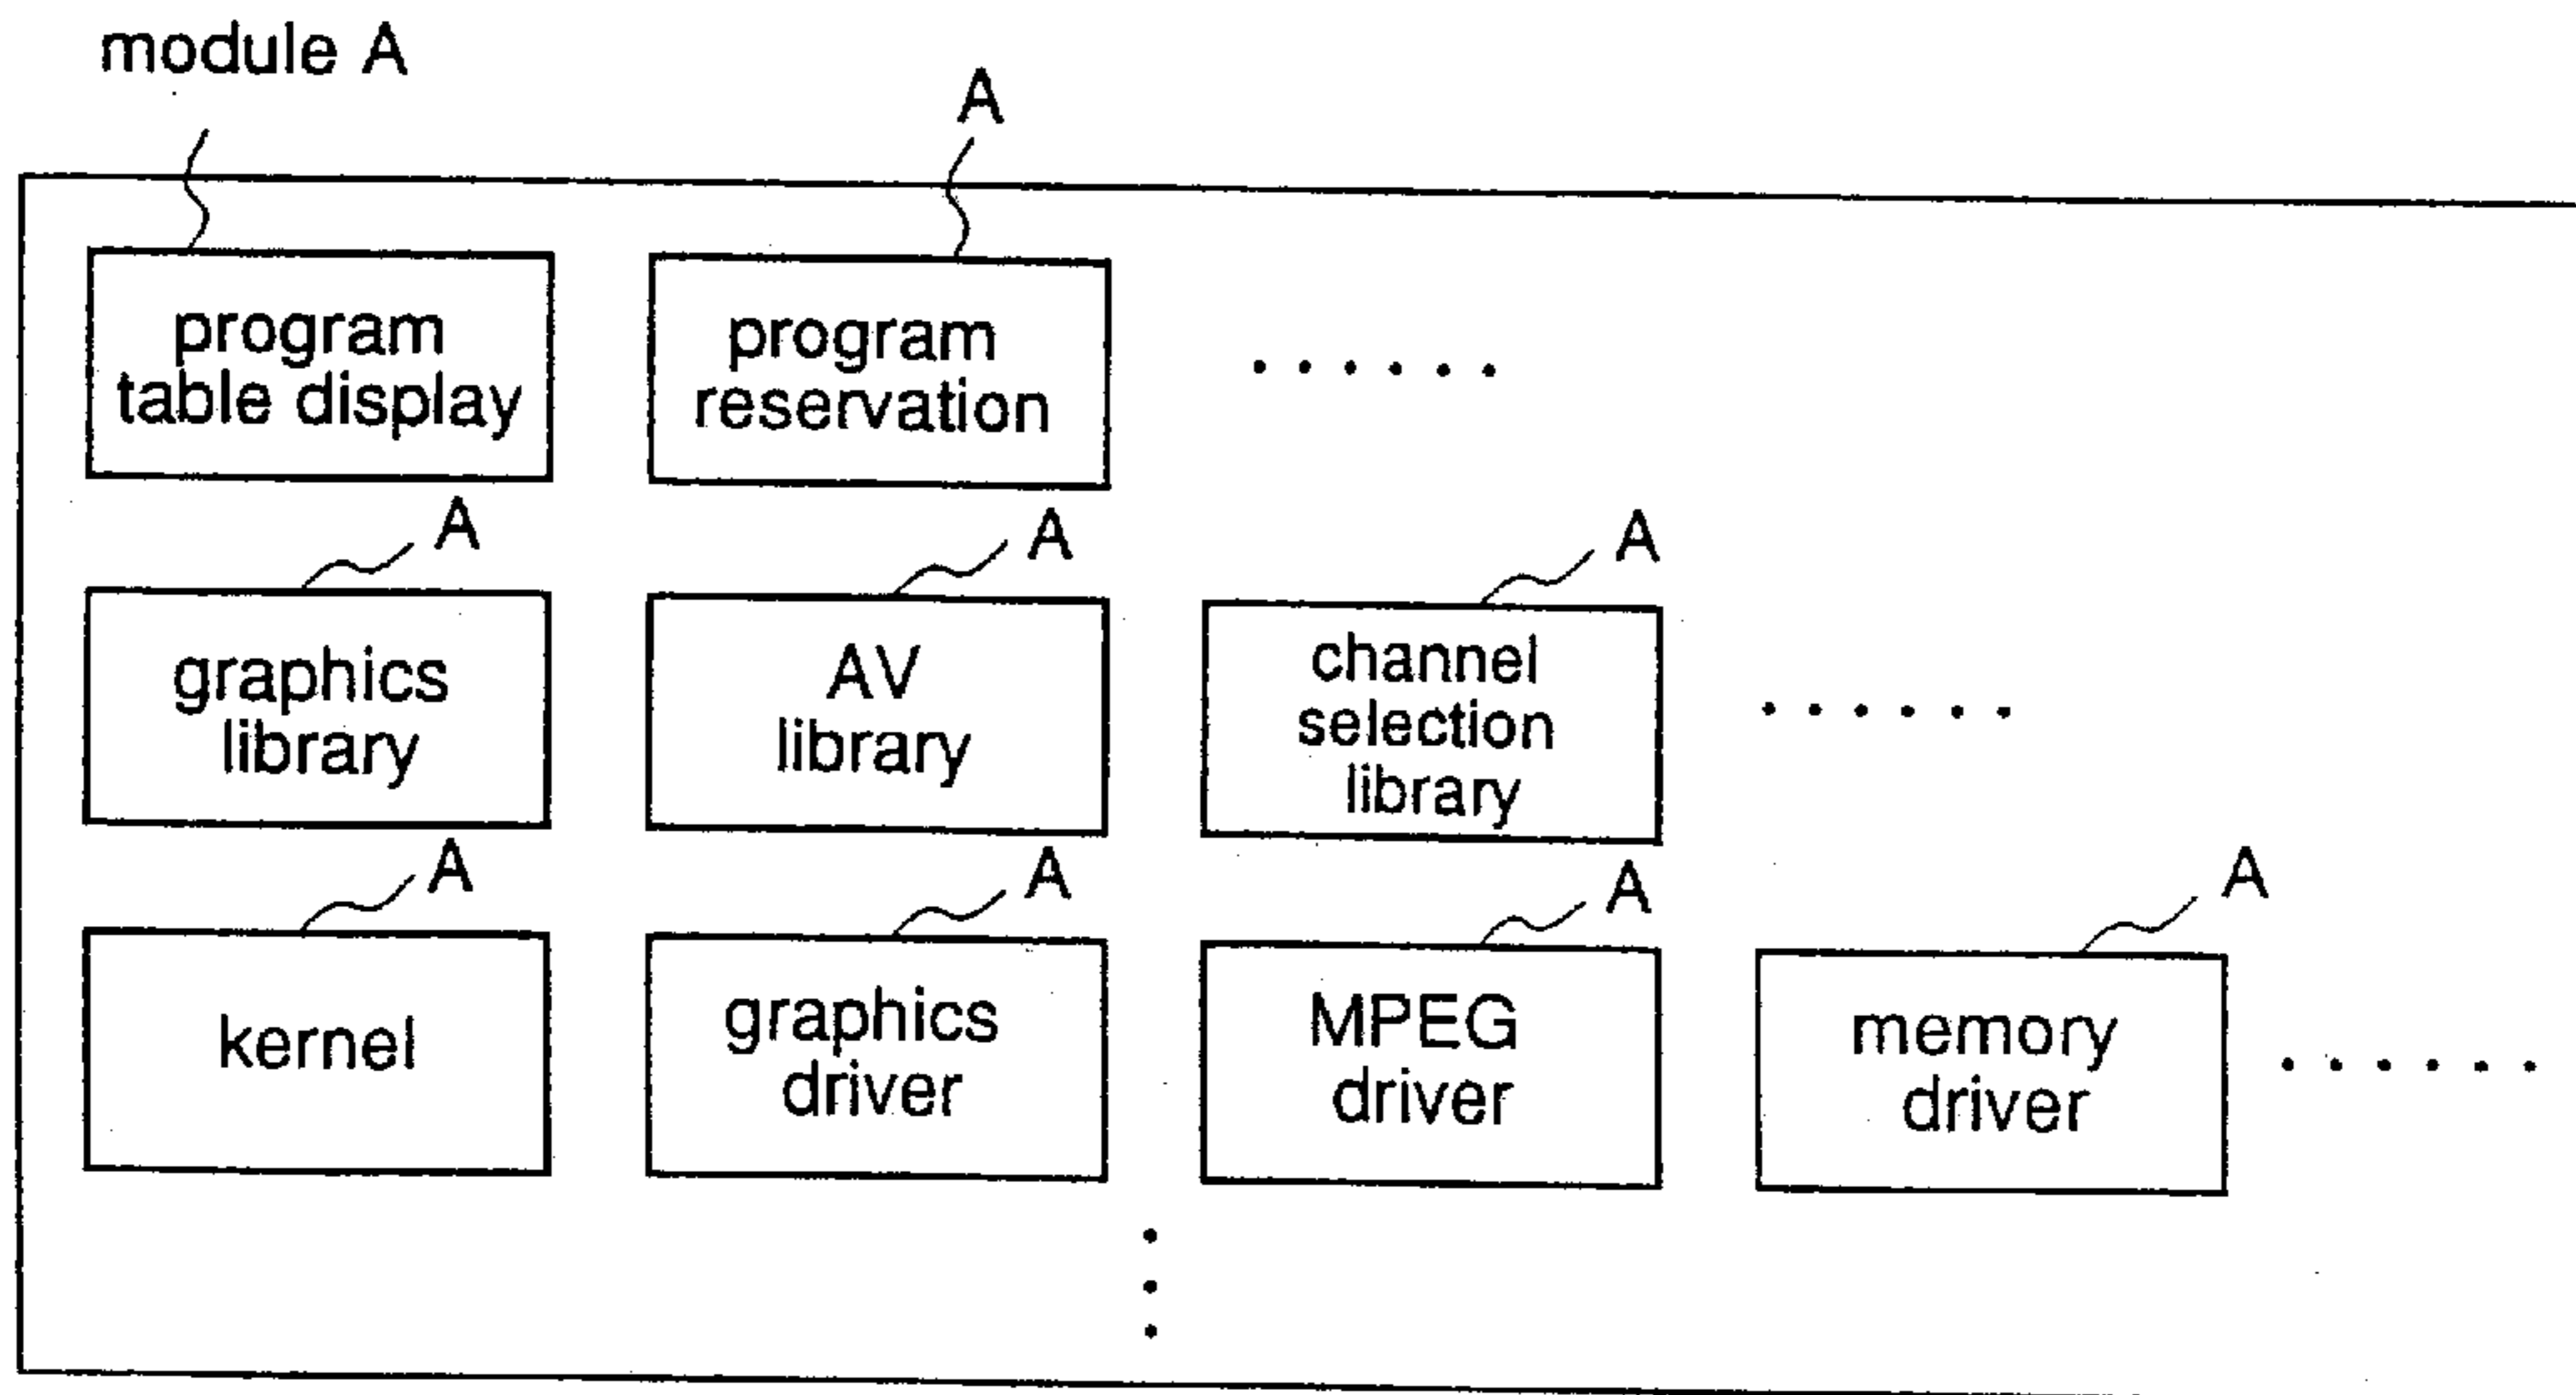 module A
A
program
table display
program
reservation
A
A
A
graphics
library
AV
library
channel
selection
library
A
A
A
A
kernel
graphics
driver
MPEG
driver
memory
driver